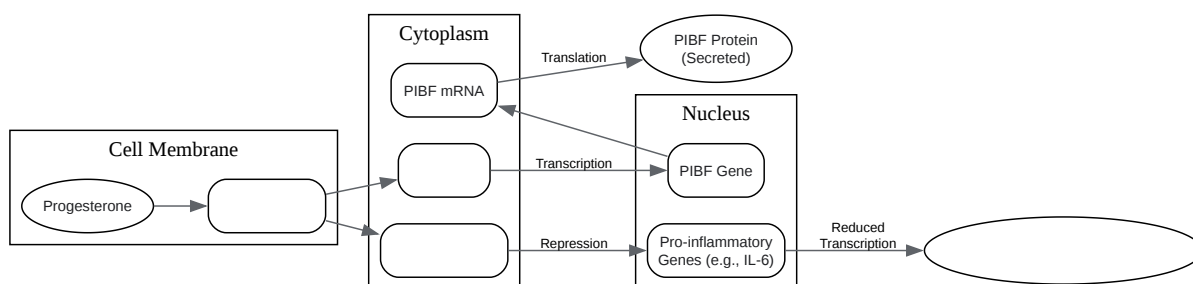 Cytoplasm
PIBF Protein
(Secreted)
Translation
PIBF mRNA
Nucleus
Cell Membrane
Transcription
PIBF Gene
Progesterone
Repression
Pro-inflammatory
Genes (e.g., IL-6)
Reduced
Transcription